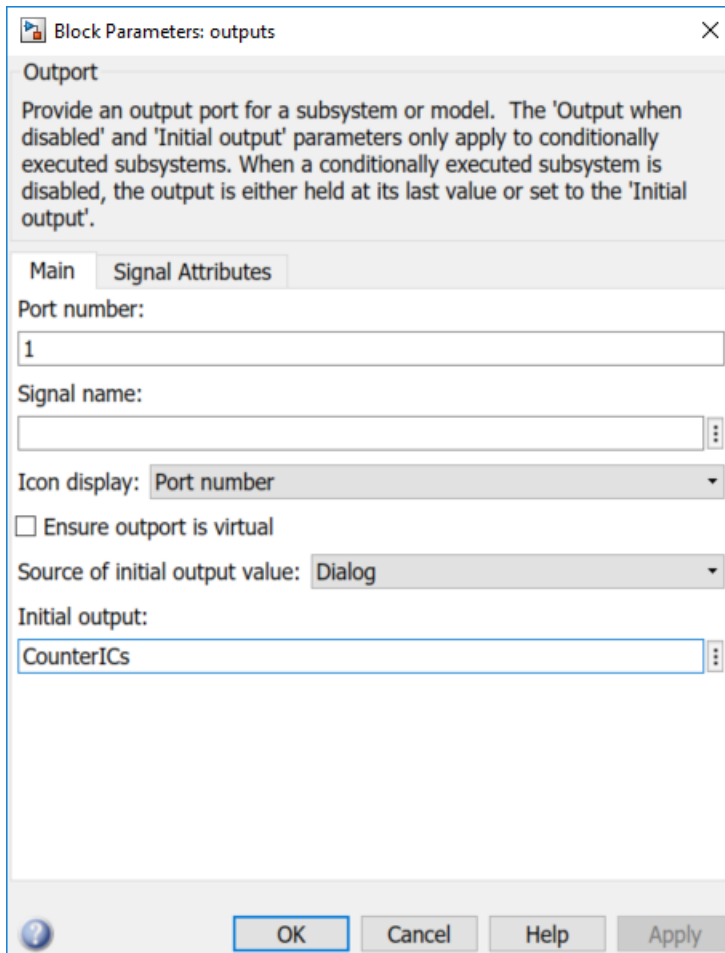 Block Parameters: outputs
Outport
Provide an output port for a subsystem or model.  The 'Output when
disabled' and 'Initial output' parameters only apply to conditionally
executed subsystems. When a conditionally executed subsystem is
disabled, the output is either held at its last value or set to the 'Initial
output'.
Main
Signal Attributes
Port number:
1
Signal name:
Icon display: Port number
Ensure outport is virtual
Source of initial output value: Dialog
Initial output:
CounterICs
?
OK
Cancel
Help
Apply